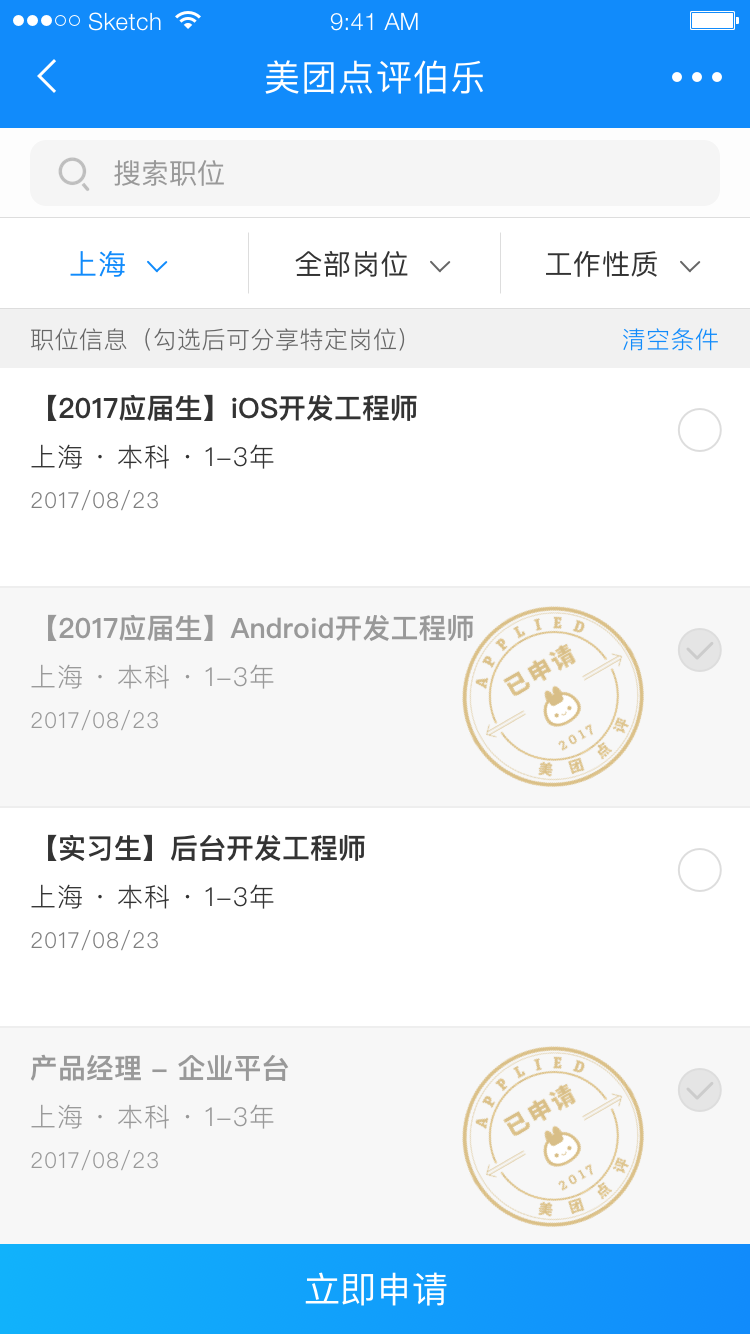 Sketch 9:41 AM
美团点评伯乐
搜索职位
上海 全部岗位 工作性质
职位信息（勾选后可分享特定岗位） 清空条件
【2017应届生】iOS开发工程师
上海 · 本科 · 1-3年
2017/08/23
【2017应届生】Android开发工程师
上海 · 本科 · 1-3年
2017/08/23
APPLIED
已申请
2017
美团点评
【实习生】后台开发工程师
上海 · 本科 · 1-3年
2017/08/23
产品经理 - 企业平台
上海 · 本科 · 1-3年
2017/08/23
APPLIED
已申请
2017
美团点评
立即申请